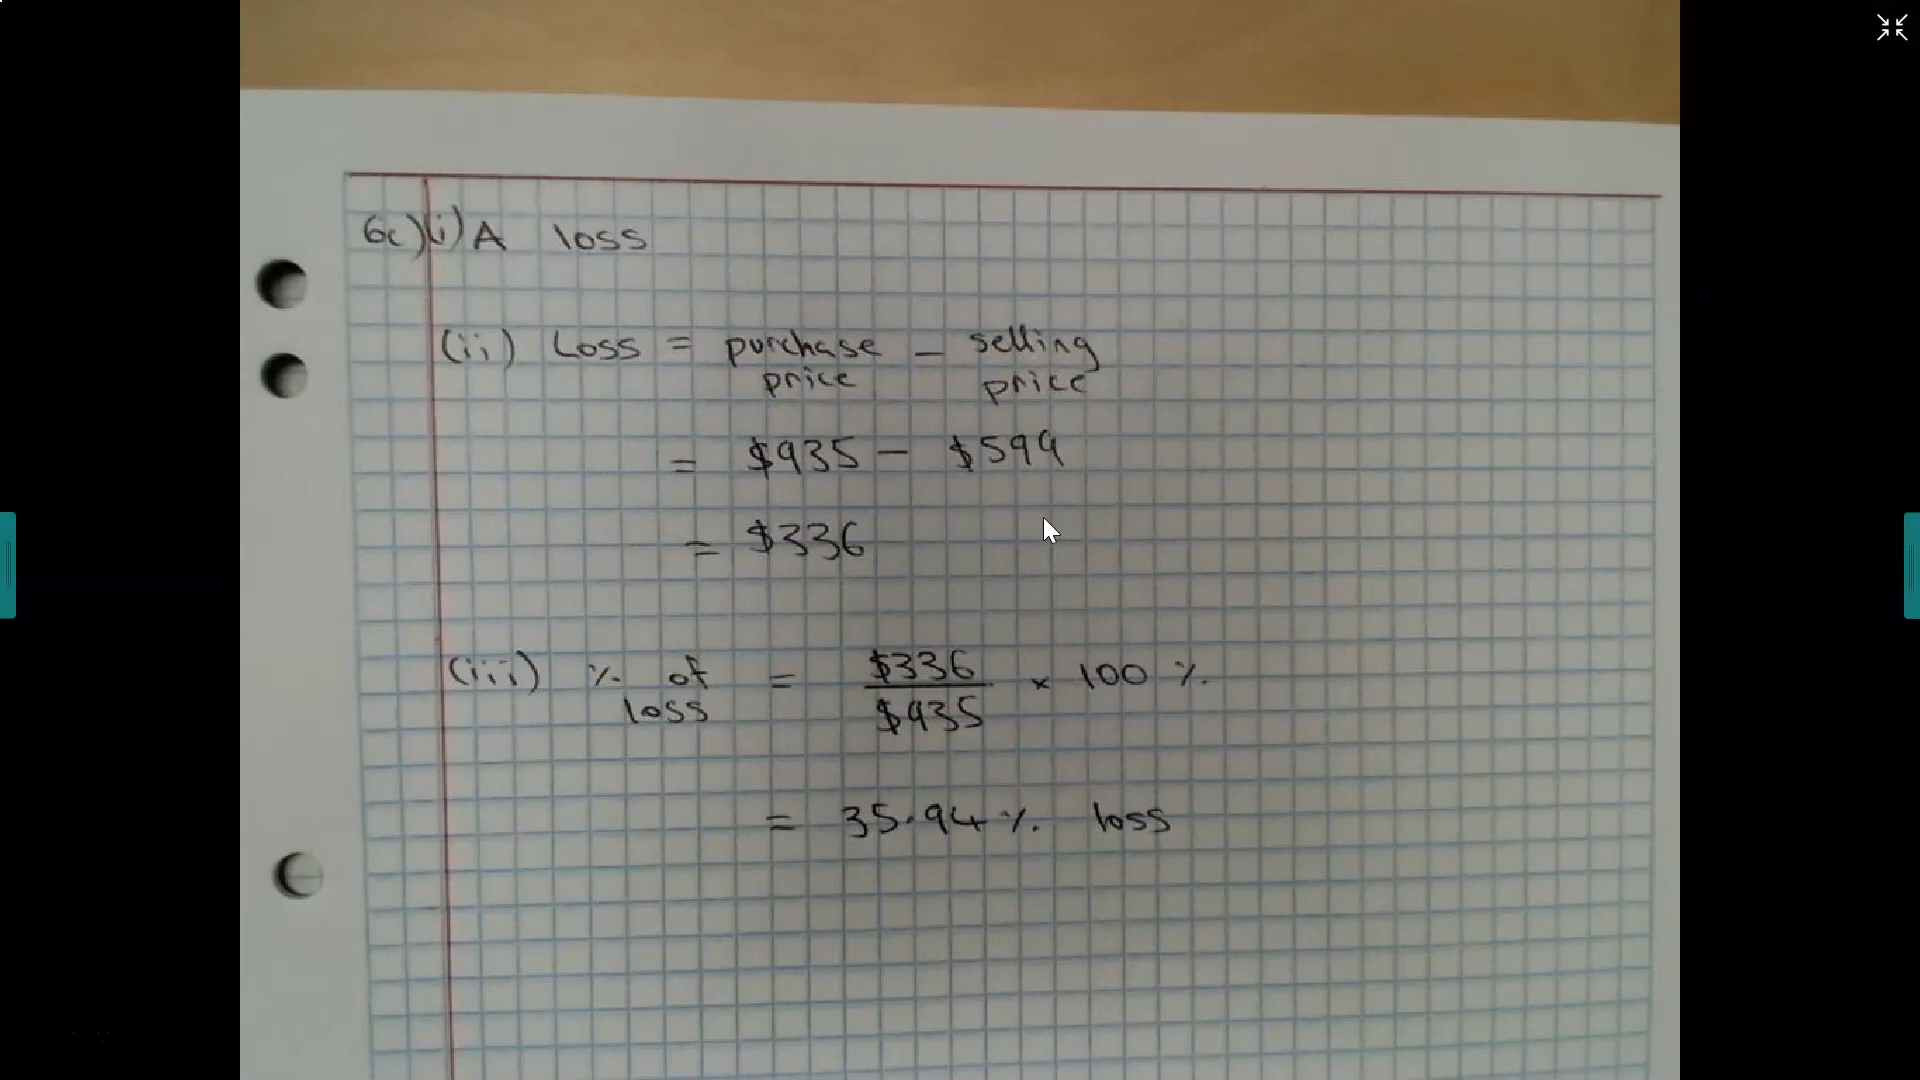 6c)(i) A loss
(ii) Loss = purchase price - selling price
= $935 - $599
= $336
(iii) % of loss = $336/$935 × 100 %
= 35.94 % loss